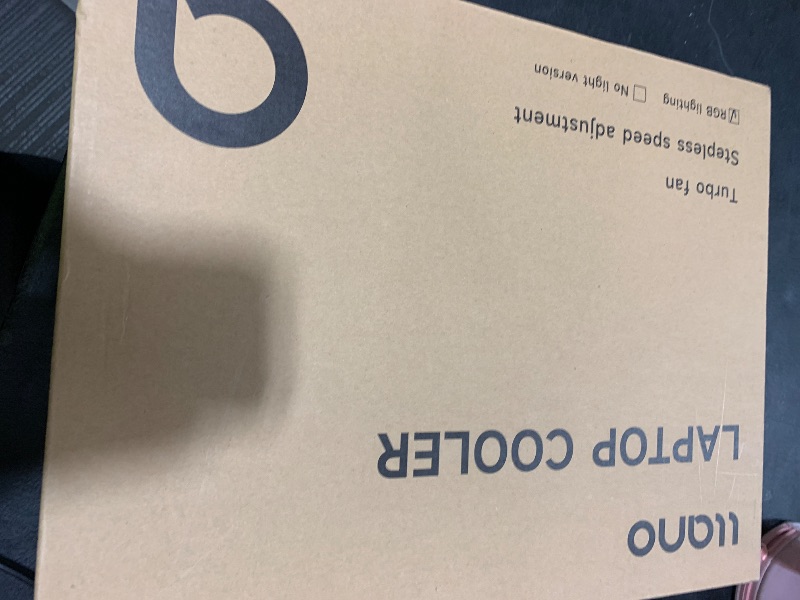 llano
LAPTOP COOLER
Turbo fan
Stepless speed adjustment
☑ RGB lighting ☐ No light version